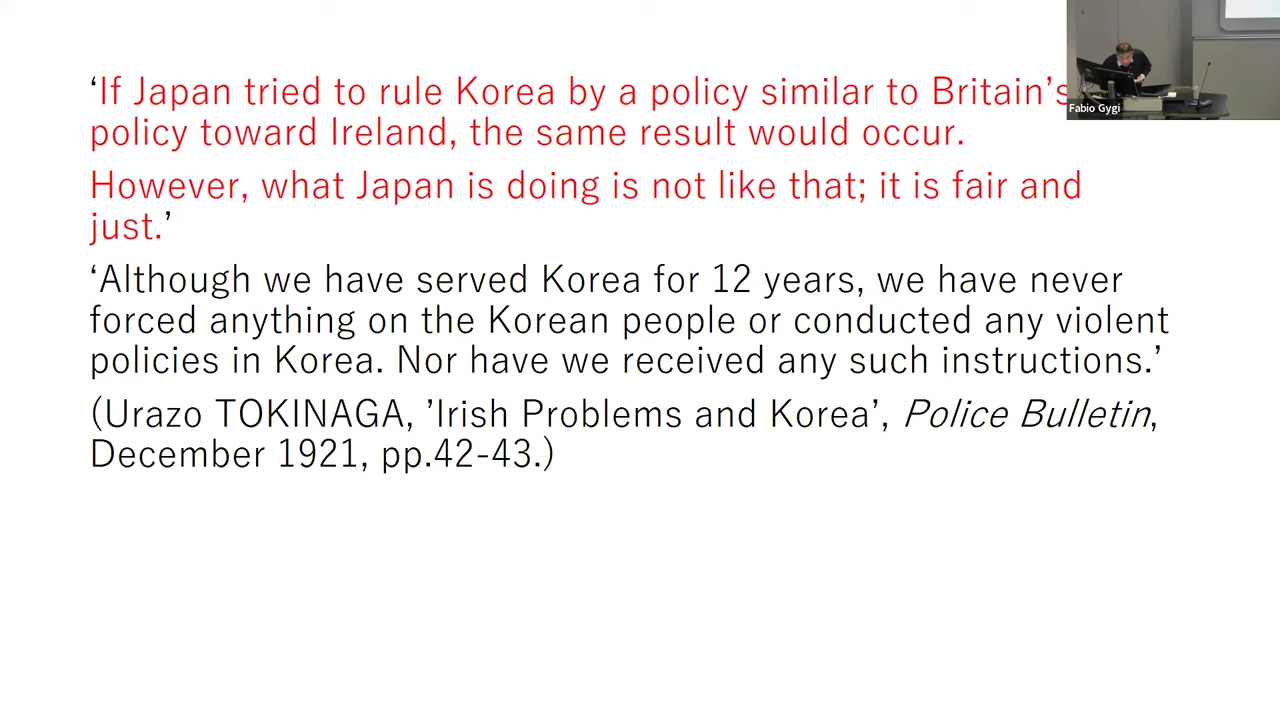 ‘If Japan tried to rule Korea by a policy similar to Britain’s
policy toward Ireland, the same result would occur.
However, what Japan is doing is not like that; it is fair and
just.’
‘Although we have served Korea for 12 years, we have never
forced anything on the Korean people or conducted any violent
policies in Korea. Nor have we received any such instructions.’
(Urazo TOKINAGA, ’Irish Problems and Korea’, Police Bulletin,
December 1921, pp.42-43.)
Fabio Gygi